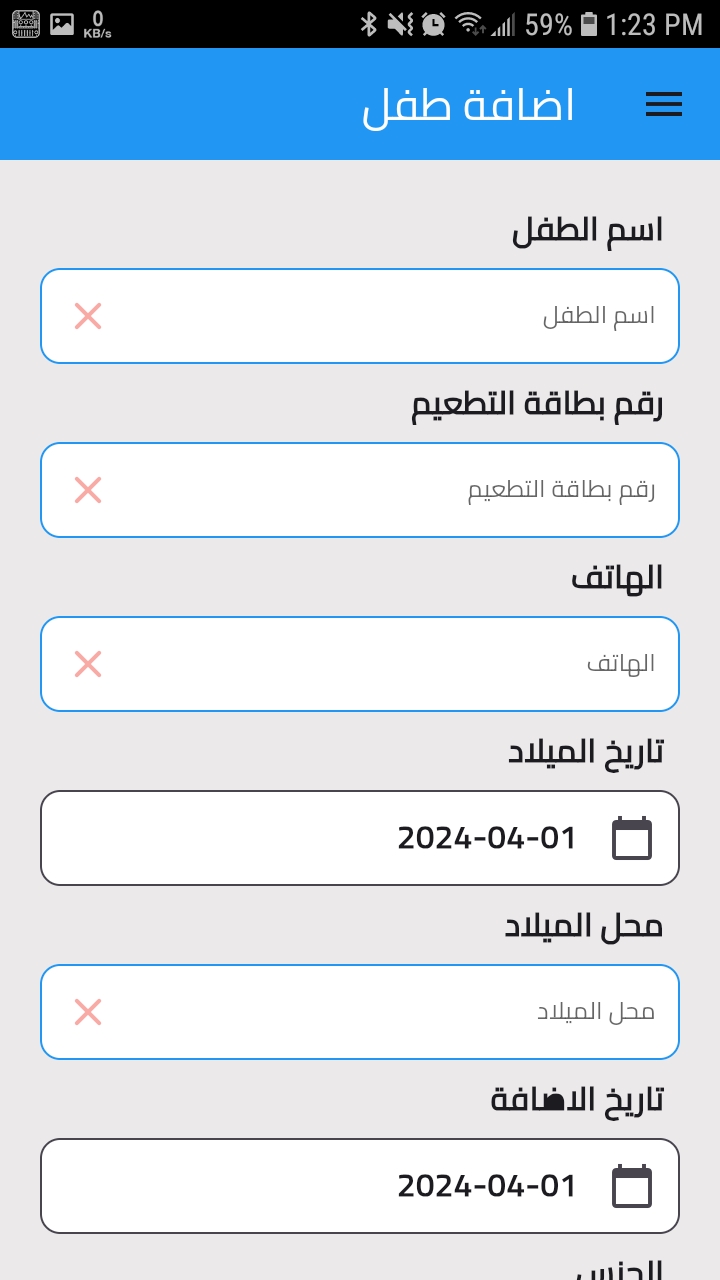 0
KB/s
59% 1:23 PM
اضافة طفل
اسم الطفل
اسم الطفل
رقم بطاقة التطعيم
رقم بطاقة التطعيم
الهاتف
الهاتف
تاريخ الميلاد
2024-04-01
محل الميلاد
محل الميلاد
تاريخ الاضافة
2024-04-01
الجنس